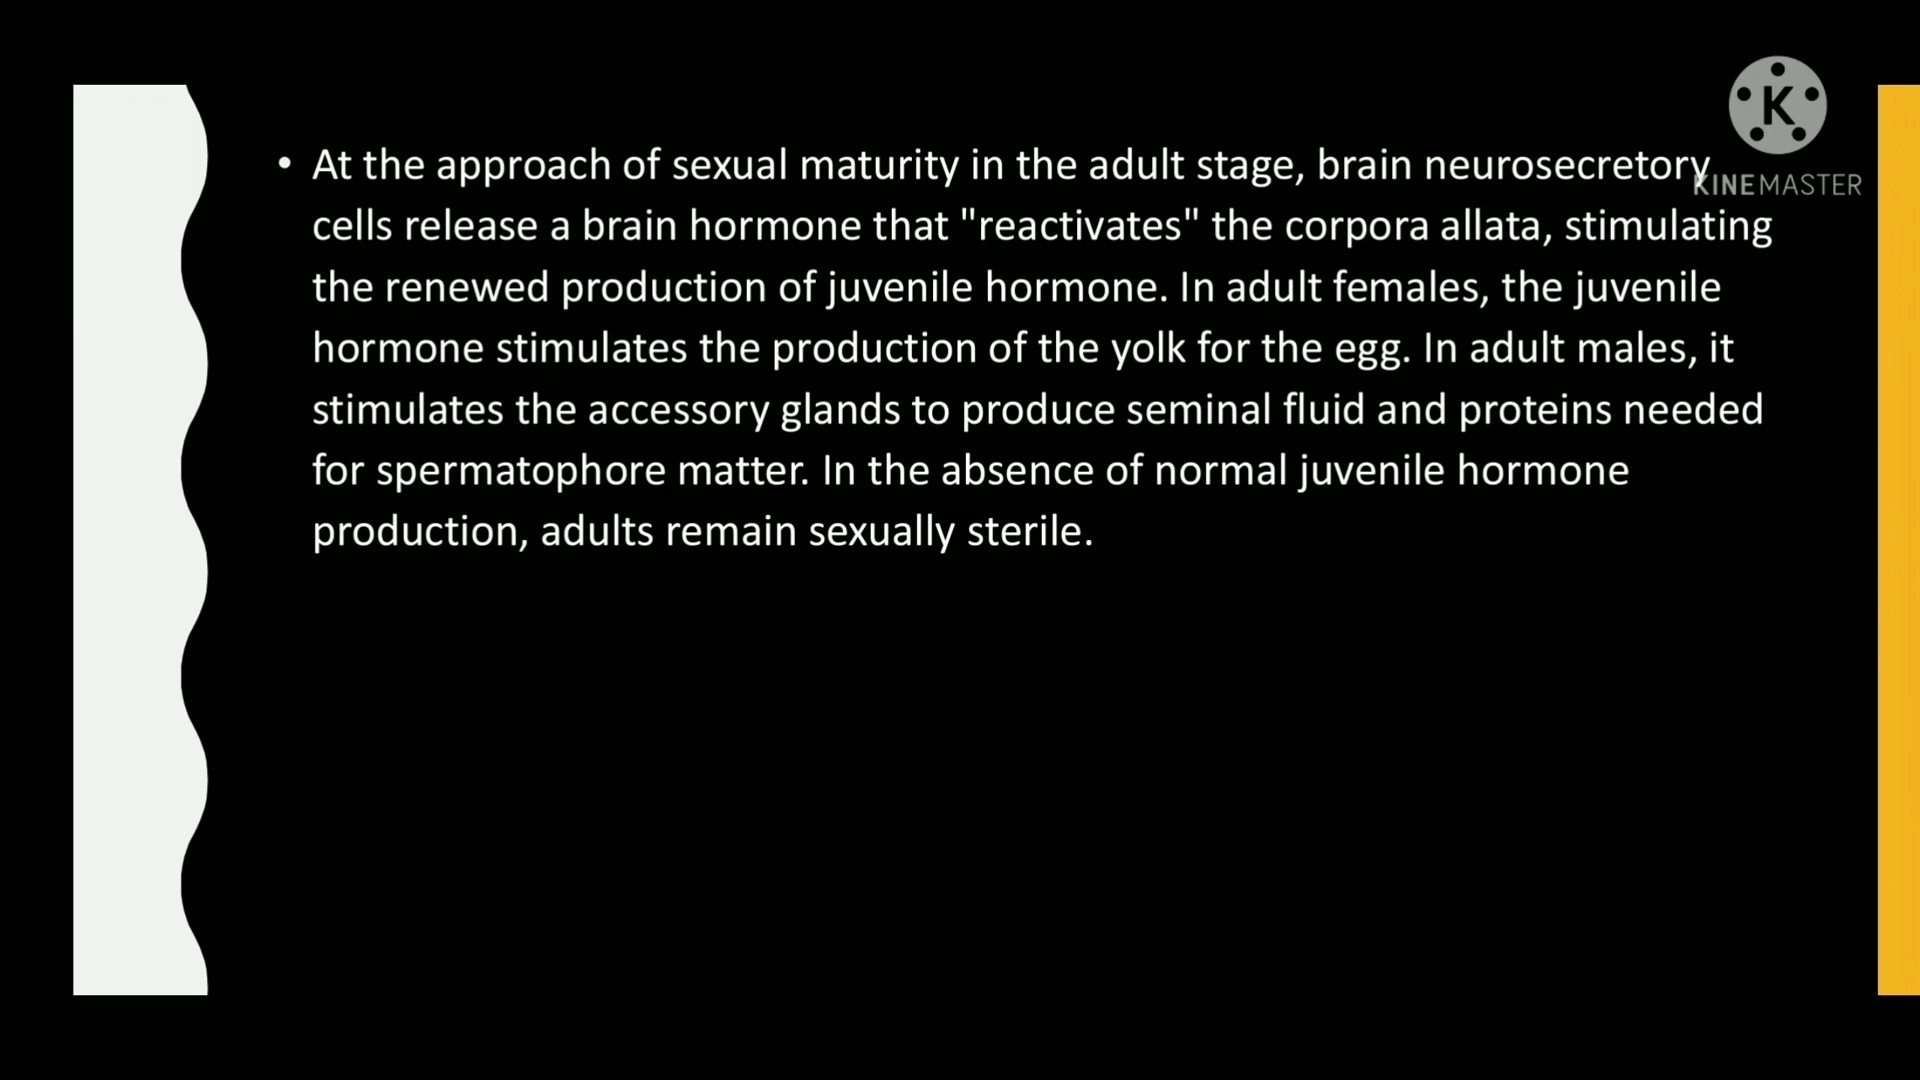 • At the approach of sexual maturity in the adult stage, brain neurosecretory
cells release a brain hormone that "reactivates" the corpora allata, stimulating
the renewed production of juvenile hormone. In adult females, the juvenile
hormone stimulates the production of the yolk for the egg. In adult males, it
stimulates the accessory glands to produce seminal fluid and proteins needed
for spermatophore matter. In the absence of normal juvenile hormone
production, adults remain sexually sterile.
K
KINEMASTER